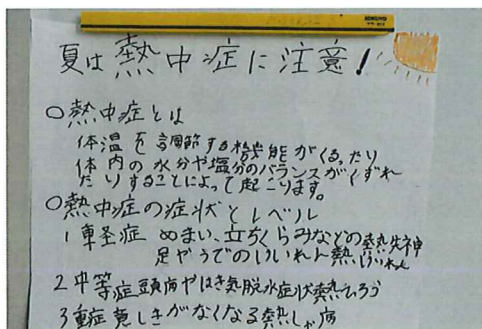 KOKUYO
夏は熱中症に注意!
○熱中症とは
体温を調節する機能がくるったり
体内の水分や塩分のバランスがくずれ
たりすることによって起こります。
○熱中症の症状とレベル
1軽症 めまい、立ちくらみなどの熱失神
足やうでのけいれん熱けいれん
2中等症頭痛やはき気脱水症状熱ひろう
3重症意しきがなくなる熱しゃ病